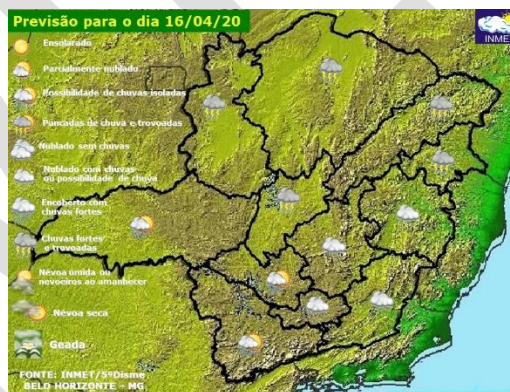 Previsão para o dia 16/04/20
INMET
Ensolarado
Parcialmente nublado
Possibilidade de chuvas isoladas
Pancadas de chuva e trovoadas
Nublado sem chuvas
Nublado com chuvas
ou possibilidade de chuva
Encoberto com
chuvas fortes
Chuvas fortes
e trovoadas
Névoa úmida ou
nevoeiros ao amanhecer
Névoa seca
Geada
FONTE: INMET/5ºDisme
BELO HORIZONTE - MG